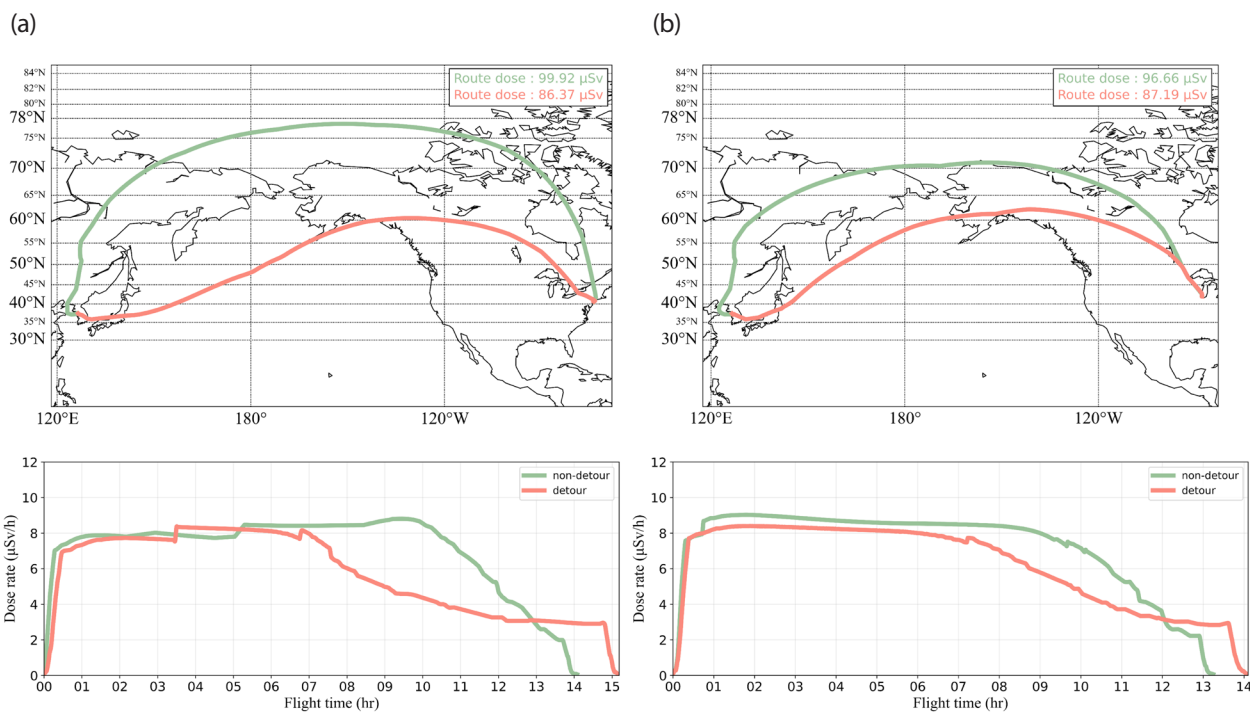 (a)
(b)
Route dose : 99.92 μSv
Route dose : 86.37 μSv
84°N
82°N
80°N
78°N
75°N
70°N
65°N
60°N
55°N
50°N
45°N
40°N
35°N
30°N
120°E
180°
120°W
Route dose : 96.66 μSv
Route dose : 87.19 μSv
84°N
82°N
80°N
78°N
75°N
70°N
65°N
60°N
55°N
50°N
45°N
40°N
35°N
30°N
120°E
180°
120°W
Dose rate (μSv/h)
12
10
8
6
4
2
0
non-detour
detour
00 01 02 03 04 05 06 07 08 09 10 11 12 13 14 15
Flight time (hr)
Dose rate (μSv/h)
12
10
8
6
4
2
0
non-detour
detour
00 01 02 03 04 05 06 07 08 09 10 11 12 13 14
Flight time (hr)